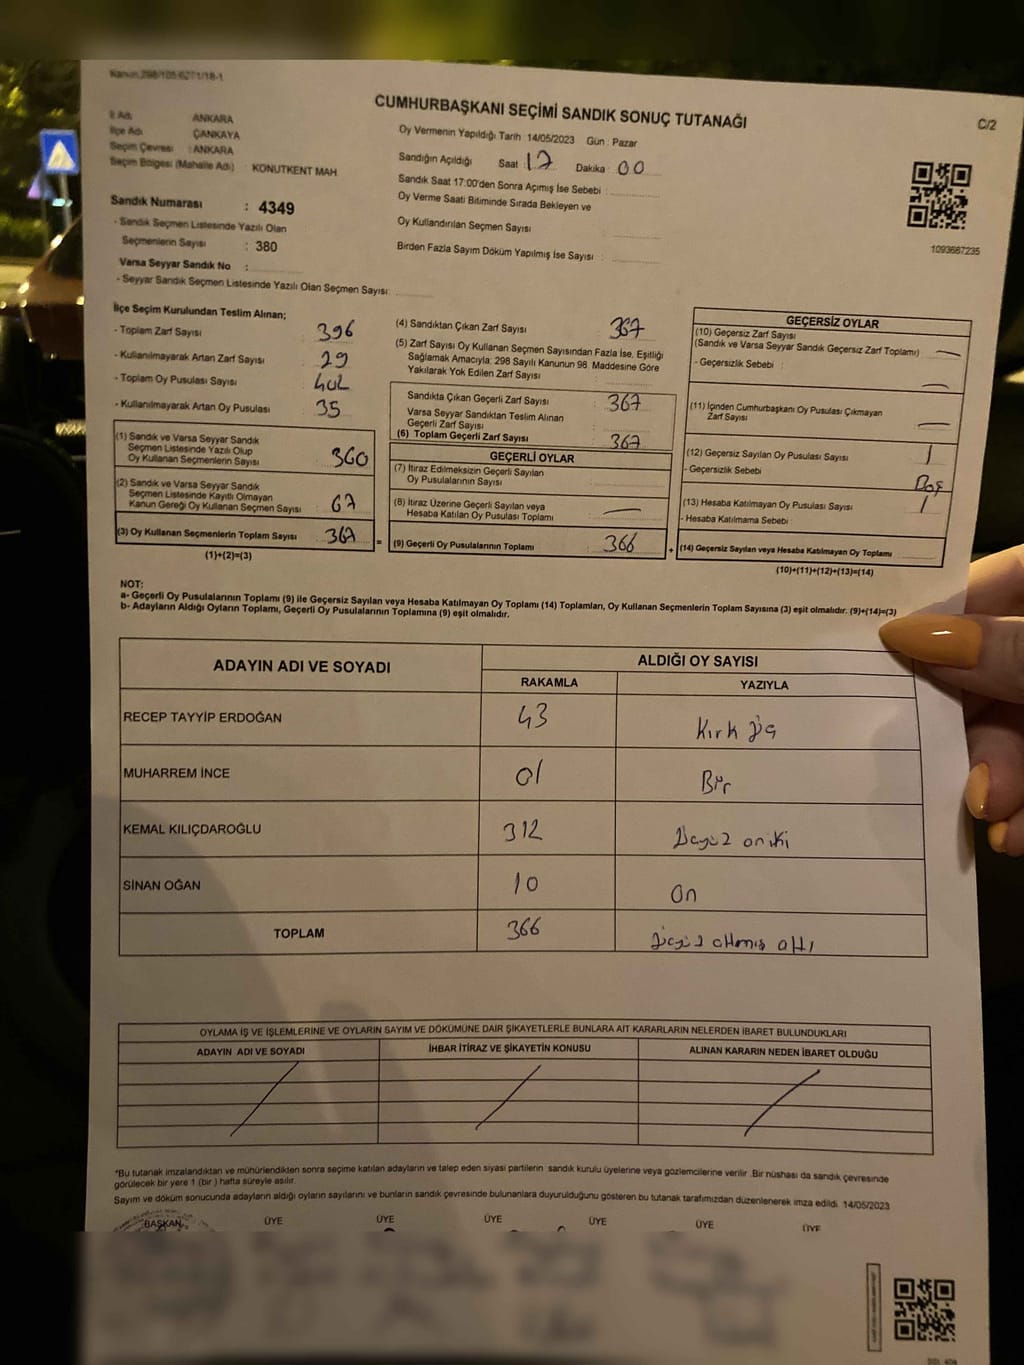 Kanun:298/105:6271/18-1
CUMHURBAŞKANI SEÇİMİ SANDIK SONUÇ TUTANAĞI
C/2
İl Adı ANKARA
İlçe Adı ÇANKAYA
Seçim Çevresi : ANKARA
Seçim Bölgesi (Mahalle Adı) : KONUTKENT MAH
Oy Vermenin Yapıldığı Tarih 14/05/2023 Gün : Pazar
Sandığın Açıldığı Saat 17 Dakika : 00
Sandık Saat 17:00'den Sonra Açımış İse Sebebi :
Oy Verme Saati Bitiminde Sırada Bekleyen ve
Oy Kullandırılan Seçmen Sayısı :
Birden Fazla Sayım Döküm Yapılmış İse Sayısı :
1093687235
Sandık Numarası : 4349
- Sandık Seçmen Listesinde Yazılı Olan
Seçmenlerin Sayısı : 380
Varsa Seyyar Sandık No :
- Seyyar Sandık Seçmen Listesinde Yazılı Olan Seçmen Sayısı:
İlçe Seçim Kurulundan Teslim Alınan;
- Toplam Zarf Sayısı : 396
- Kullanılmayarak Artan Zarf Sayısı : 29
- Toplam Oy Pusulası Sayısı : 402
- Kullanılmayarak Artan Oy Pusulası : 35
(1) Sandık ve Varsa Seyyar Sandık
Seçmen Listesinde Yazılı Olup
Oy Kullanan Seçmenlerin Sayısı : 360
(2) Sandık ve Varsa Seyyar Sandık
Seçmen Listesinde Kayıtlı Olmayan
Kanun Gereği Oy Kullanan Seçmen Sayısı : 67
(3) Oy Kullanan Seçmenlerin Toplam Sayısı : 367 =
(1)+(2)=(3)
(4) Sandıktan Çıkan Zarf Sayısı : 367
(5) Zarf Sayısı Oy Kullanan Seçmen Sayısından Fazla İse, Eşitliği
Sağlamak Amacıyla; 298 Sayılı Kanunun 98. Maddesine Göre
Yakılarak Yok Edilen Zarf Sayısı :
Sandıkta Çıkan Geçerli Zarf Sayısı : 367
Varsa Seyyar Sandıktan Teslim Alınan
Geçerli Zarf Sayısı :
(6) Toplam Geçerli Zarf Sayısı : 367
GEÇERLİ OYLAR
(7) İtiraz Edilmeksizin Geçerli Sayılan
Oy Pusulalarının Sayısı :
(8) İtiraz Üzerine Geçerli Sayılan veya
Hesaba Katılan Oy Pusulası Toplamı : —
(9) Geçerli Oy Pusulalarının Toplamı : 366 +
GEÇERSİZ OYLAR
(10) Geçersiz Zarf Sayısı :
(Sandık ve Varsa Seyyar Sandık Geçersiz Zarf Toplamı) —
- Geçersizlik Sebebi : —
(11) İçinden Cumhurbaşkanı Oy Pusulası Çıkmayan
Zarf Sayısı : —
(12) Geçersiz Sayılan Oy Pusulası Sayısı : 1
- Geçersizlik Sebebi : Boş
(13) Hesaba Katılmayan Oy Pusulası Sayısı : 1
- Hesaba Katılmama Sebebi :
(14) Geçersiz Sayılan veya Hesaba Katılmayan Oy Toplamı :
(10)+(11)+(12)+(13)=(14)
NOT:
a- Geçerli Oy Pusulalarının Toplamı (9) ile Geçersiz Sayılan veya Hesaba Katılmayan Oy Toplamı (14) Toplamları, Oy Kullanan Seçmenlerin Toplam Sayısına (3) eşit olmalıdır. (9)+(14)=(3)
b- Adayların Aldığı Oyların Toplamı, Geçerli Oy Pusulalarının Toplamına (9) eşit olmalıdır.
ADAYIN ADI VE SOYADI ALDIĞI OY SAYISI
RAKAMLA YAZIYLA
RECEP TAYYİP ERDOĞAN 43 Kırk üç
MUHARREM İNCE 01 Bir
KEMAL KILIÇDAROĞLU 312 Üçyüz oniki
SİNAN OĞAN 10 On
TOPLAM 366 Üçyüz altmış altı
OYLAMA İŞ VE İŞLEMLERİNE VE OYLARIN SAYIM VE DÖKÜMÜNE DAİR ŞİKAYETLERLE BUNLARA AİT KARARLARIN NELERDEN İBARET BULUNDUKLARI
ADAYIN ADI VE SOYADI İHBAR İTİRAZ VE ŞİKAYETİN KONUSU ALINAN KARARIN NEDEN İBARET OLDUĞU
*Bu tutanak imzalandıktan ve mühürlendikten sonra seçime katılan adayların ve talep eden siyasi partilerin sandık kurulu üyelerine veya gözlemcilerine verilir .Bir nüshası da sandık çevresinde
görülecek bir yere 1 (bir ) hafta süreyle asılır.
Sayım ve döküm sonucunda adayların aldığı oyların sayılarını ve bunların sandık çevresinde bulunanlara duyurulduğunu gösteren bu tutanak tarafımızdan düzenlenerek imza edildi. 14/05/2023
BAŞKAN ÜYE ÜYE ÜYE ÜYE ÜYE ÜYE